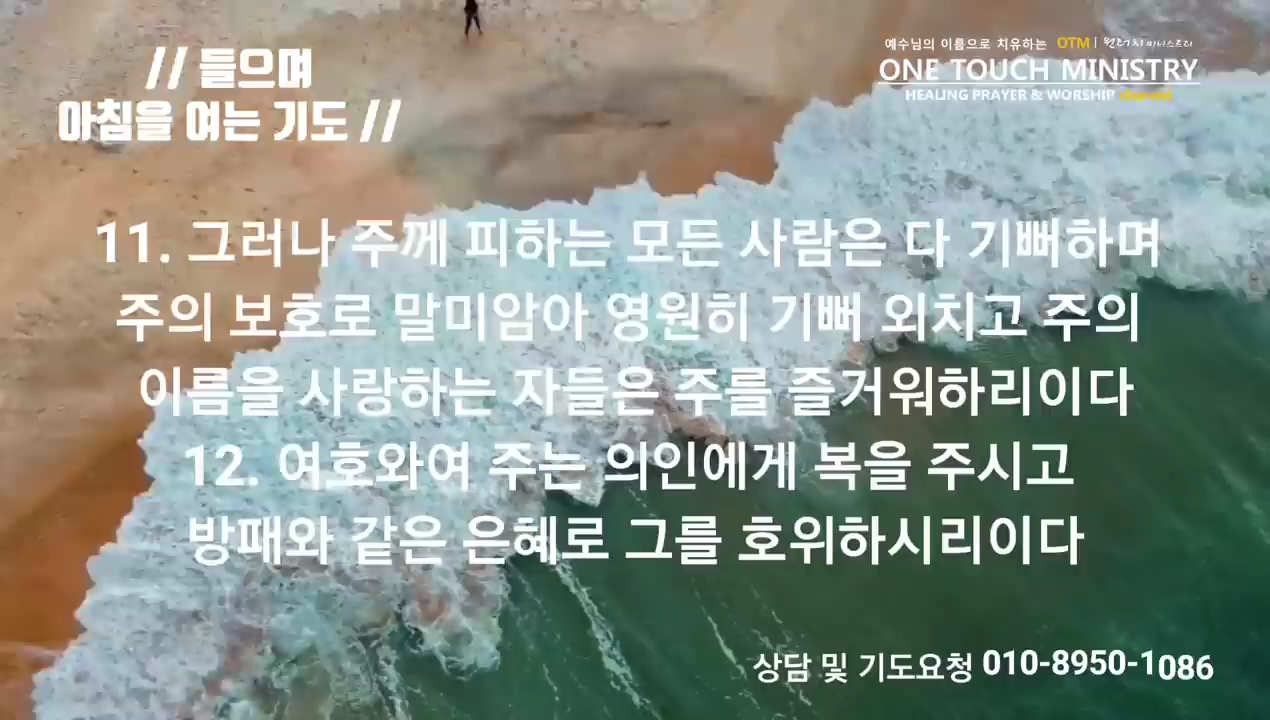 // 들으며
아침을 여는 기도 //
예수님의 이름으로 치유하는 OTM | 원터치 미니스트리
ONE TOUCH MINISTRY
HEALING PRAYER & WORSHIP channel
11. 그러나 주께 피하는 모든 사람은 다 기뻐하며
주의 보호로 말미암아 영원히 기뻐 외치고 주의
이름을 사랑하는 자들은 주를 즐거워하리이다
12. 여호와여 주는 의인에게 복을 주시고
방패와 같은 은혜로 그를 호위하시리이다
상담 및 기도요청 010-8950-1086